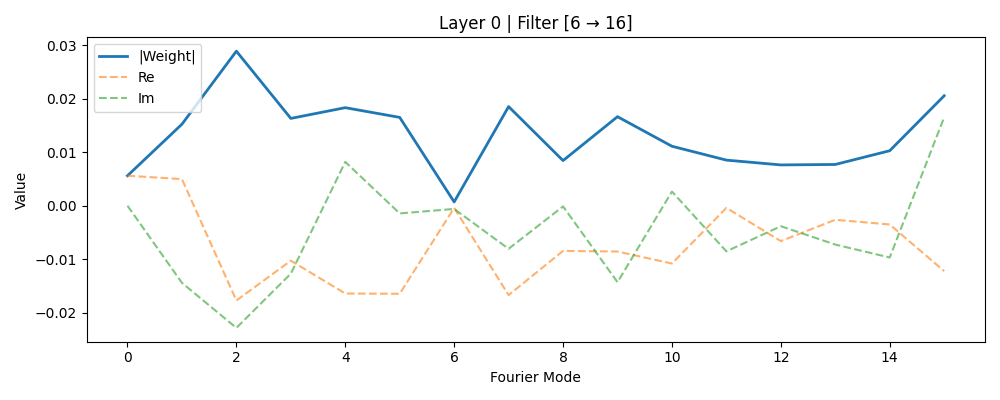 Layer 0 | Filter [6 → 16]
|Weight|
Re
Im
Value
0.03
0.02
0.01
0.00
−0.01
−0.02
0 2 4 6 8 10 12 14
Fourier Mode